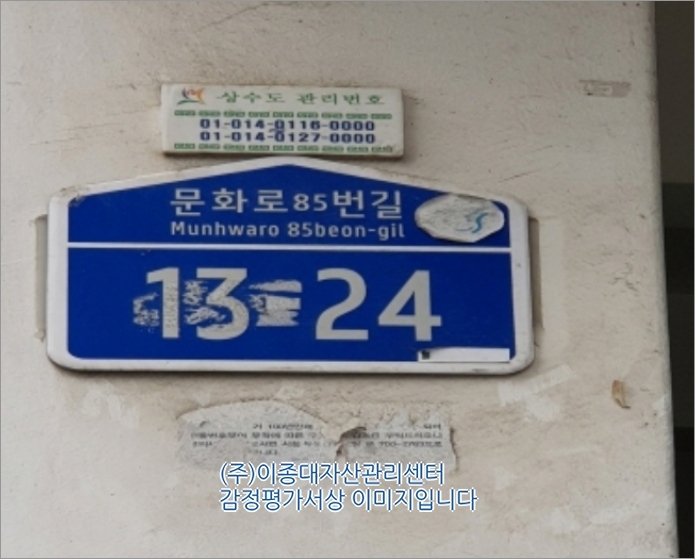 상수도 관리번호
01-014-0116-0000
01-014-0127-0000
문화로85번길
Munhwaro 85beon-gil
13-24
(주)이종대자산관리센터
감정평가서상 이미지입니다